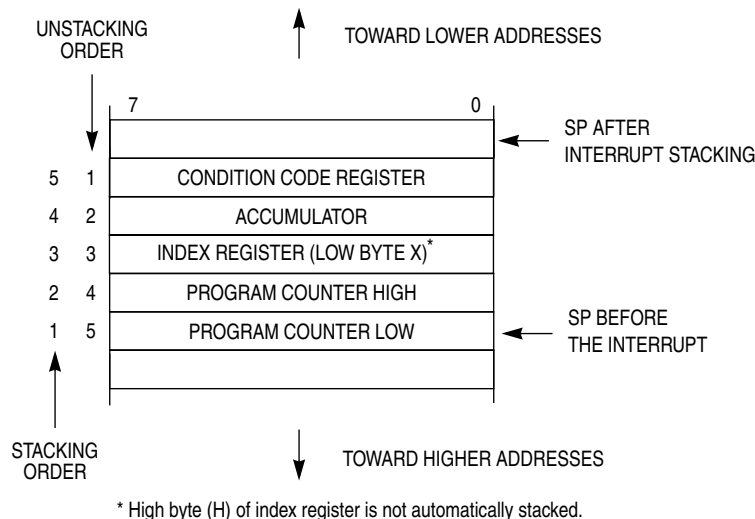 UNSTACKING
ORDER
TOWARD LOWER ADDRESSES
7 0
SP AFTER
INTERRUPT STACKING
5 1 CONDITION CODE REGISTER
4 2 ACCUMULATOR
3 3 INDEX REGISTER (LOW BYTE X)*
2 4 PROGRAM COUNTER HIGH
1 5 PROGRAM COUNTER LOW
SP BEFORE
THE INTERRUPT
STACKING
ORDER
TOWARD HIGHER ADDRESSES
* High byte (H) of index register is not automatically stacked.